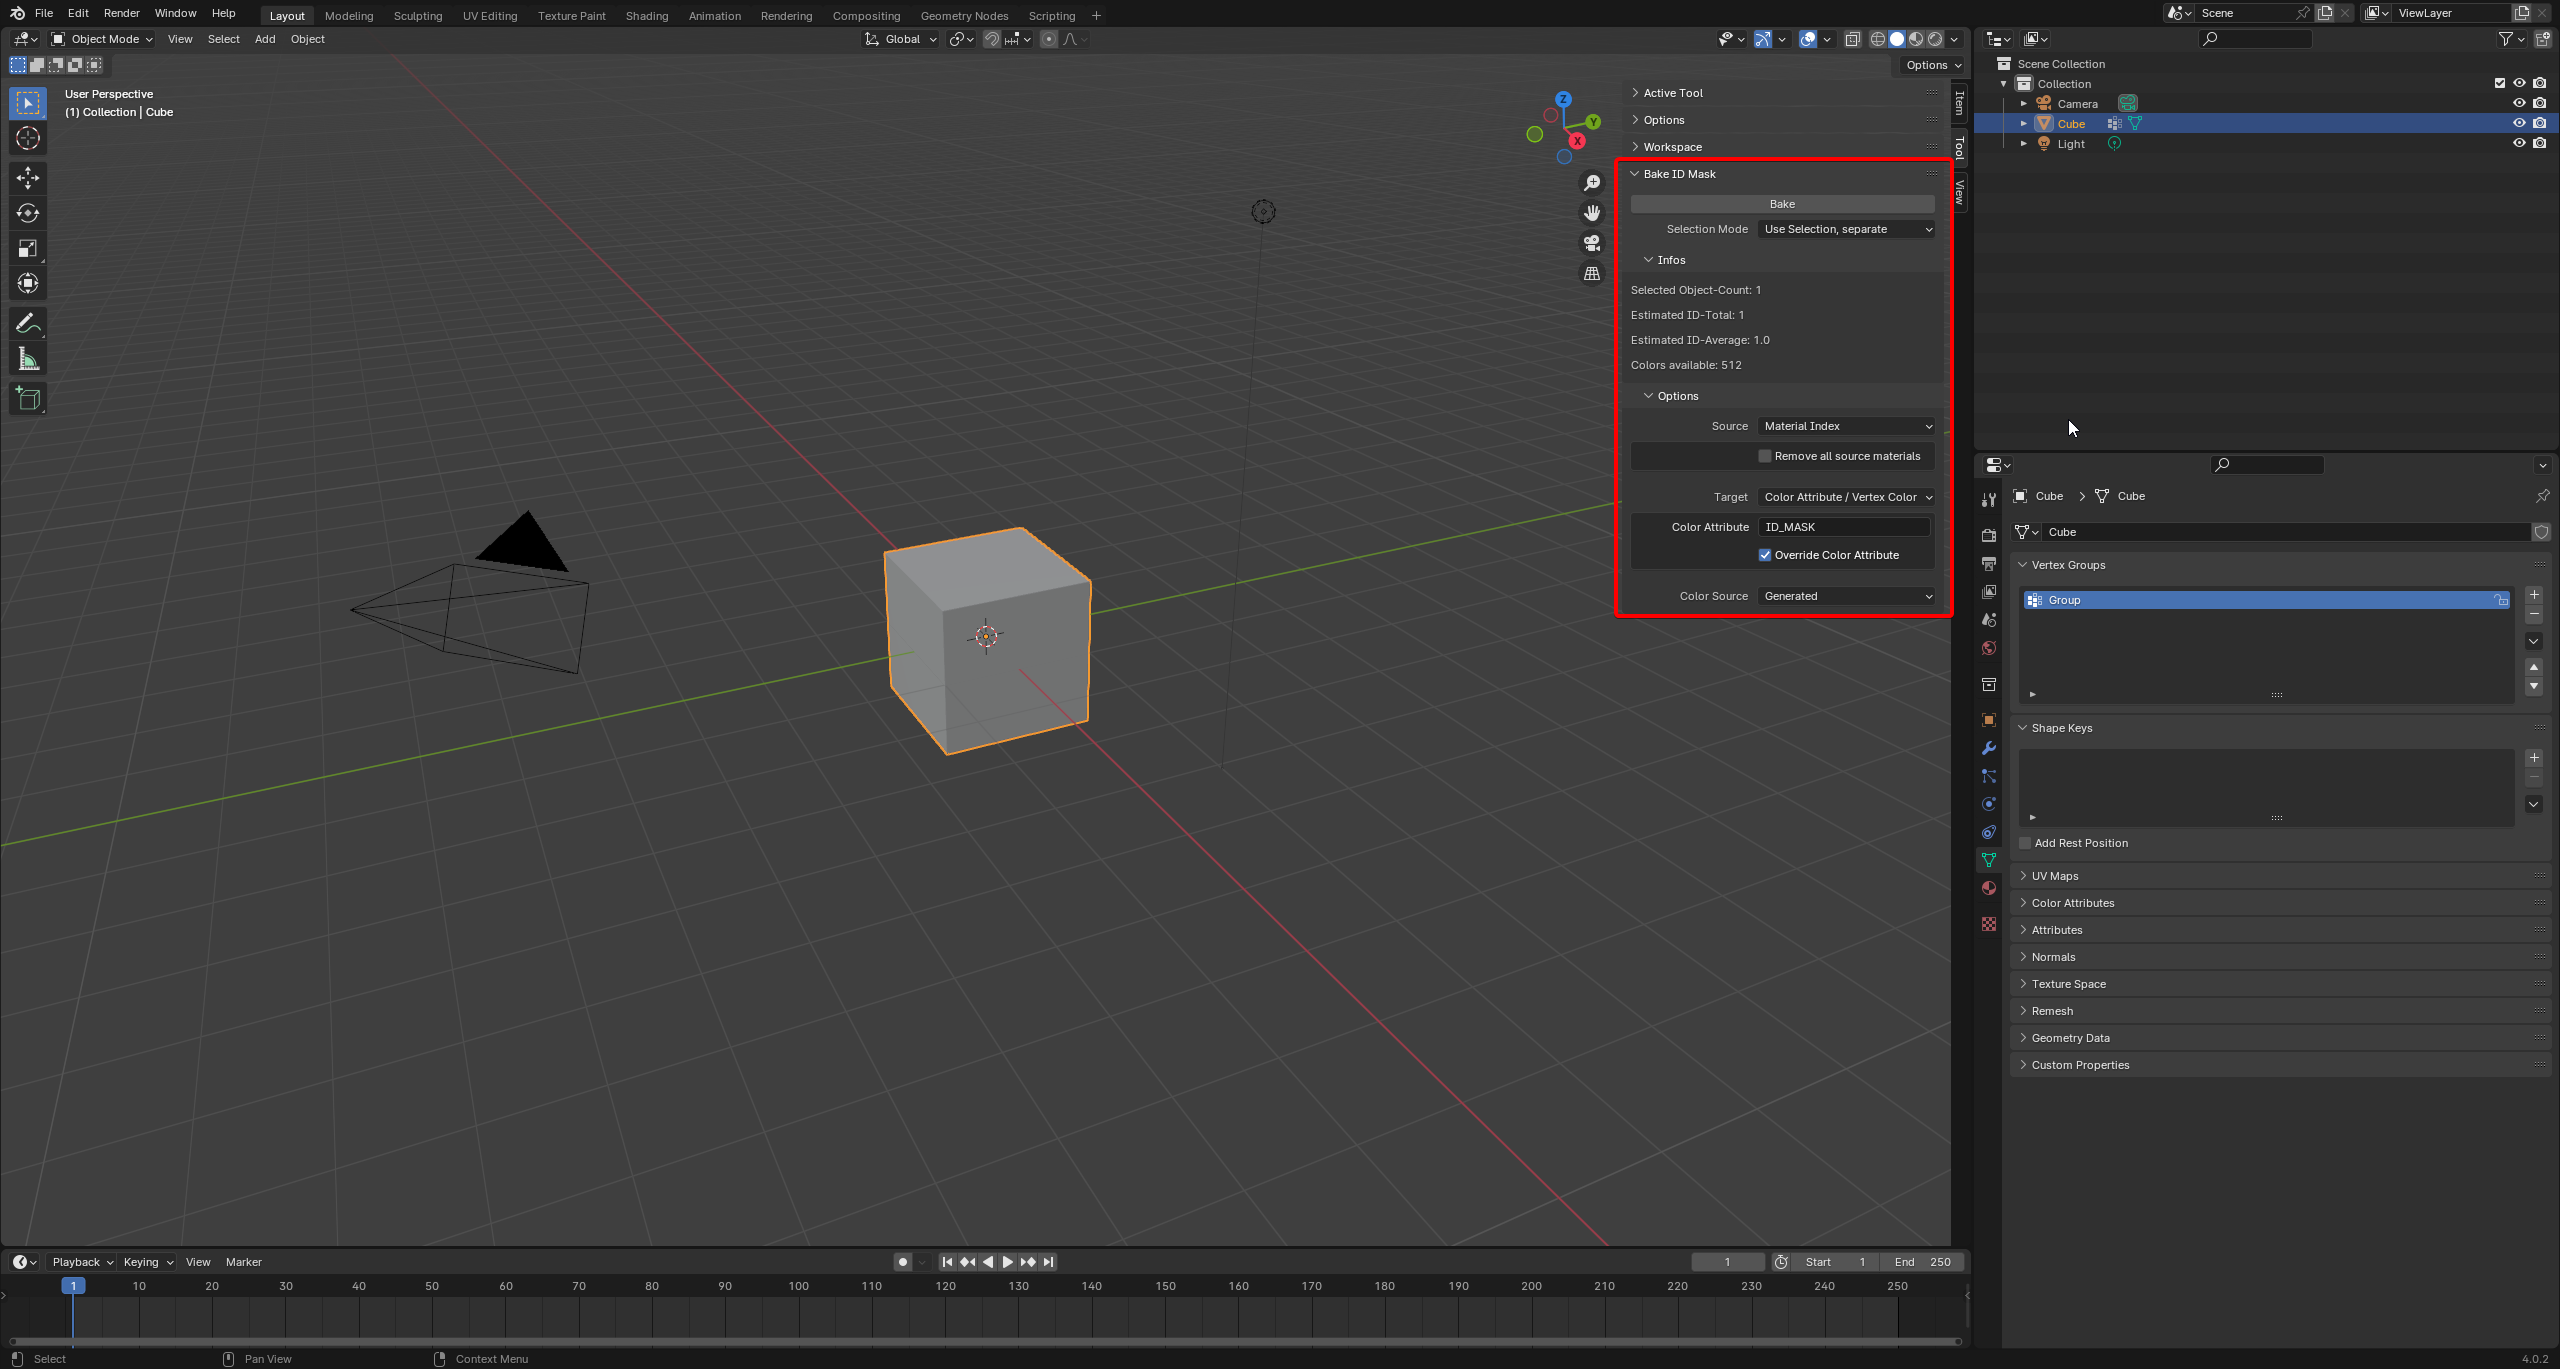 File Edit Render Window Help Layout Modeling Sculpting UV Editing Texture Paint Shading Animation Rendering Compositing Geometry Nodes Scripting + Scene ViewLayer
Object Mode View Select Add Object Global
Options
User Perspective
(1) Collection | Cube
Z
Y
X
Item
Tool
View
Active Tool
Options
Workspace
Bake ID Mask
Bake
Selection Mode Use Selection, separate
Infos
Selected Object-Count: 1
Estimated ID-Total: 1
Estimated ID-Average: 1.0
Colors available: 512
Options
Source Material Index
Remove all source materials
Target Color Attribute / Vertex Color
Color Attribute ID_MASK
Override Color Attribute
Color Source Generated
Scene Collection
Collection
Camera
Cube
Light
Cube > Cube
Cube
Vertex Groups
Group
Shape Keys
Add Rest Position
UV Maps
Color Attributes
Attributes
Normals
Texture Space
Remesh
Geometry Data
Custom Properties
Playback Keying View Marker 1 Start 1 End 250
1 10 20 30 40 50 60 70 80 90 100 110 120 130 140 150 160 170 180 190 200 210 220 230 240 250
Select Pan View Context Menu 4.0.2